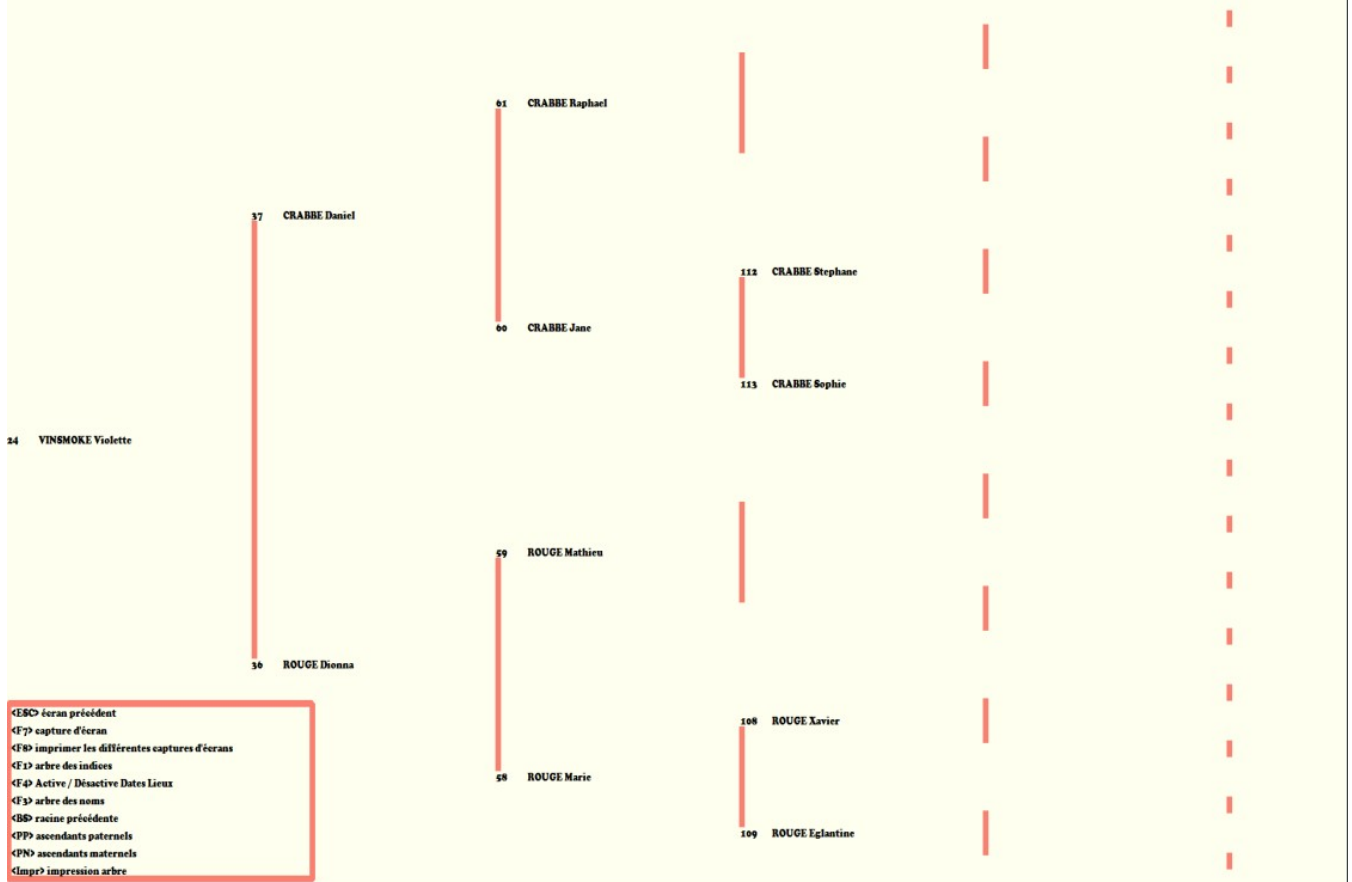 61 CRABBE Raphael
37 CRABBE Daniel
112 CRABBE Stephane
60 CRABBE Jane
113 CRABBE Sophie
24 VINSMOKE Violette
59 ROUGE Mathieu
36 ROUGE Dionna
108 ROUGE Xavier
58 ROUGE Marie
109 ROUGE Eglantine
<ESC> écran précédent
<F7> capture d'écran
<F8> imprimer les différentes captures d'écrans
<F1> arbre des indices
<F4> Active / Désactive Dates Lieux
<F3> arbre des noms
<BS> racine précédente
<PP> ascendants paternels
<PN> ascendants maternels
<Impr> impression arbre